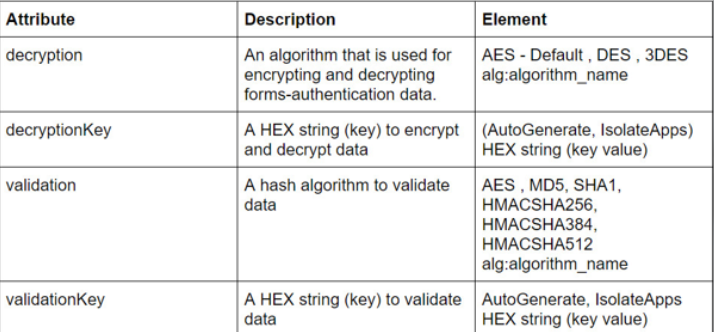 Attribute Description Element
decryption An algorithm that is used for AES - Default , DES , 3DES
encrypting and decrypting alg:algorithm_name
forms-authentication data.
decryptionKey A HEX string (key) to encrypt (AutoGenerate, IsolateApps)
and decrypt data HEX string (key value)
validation A hash algorithm to validate AES , MD5, SHA1,
data HMACSHA256,
HMACSHA384,
HMACSHA512
alg:algorithm_name
validationKey A HEX string (key) to validate AutoGenerate, IsolateApps
data HEX string (key value)